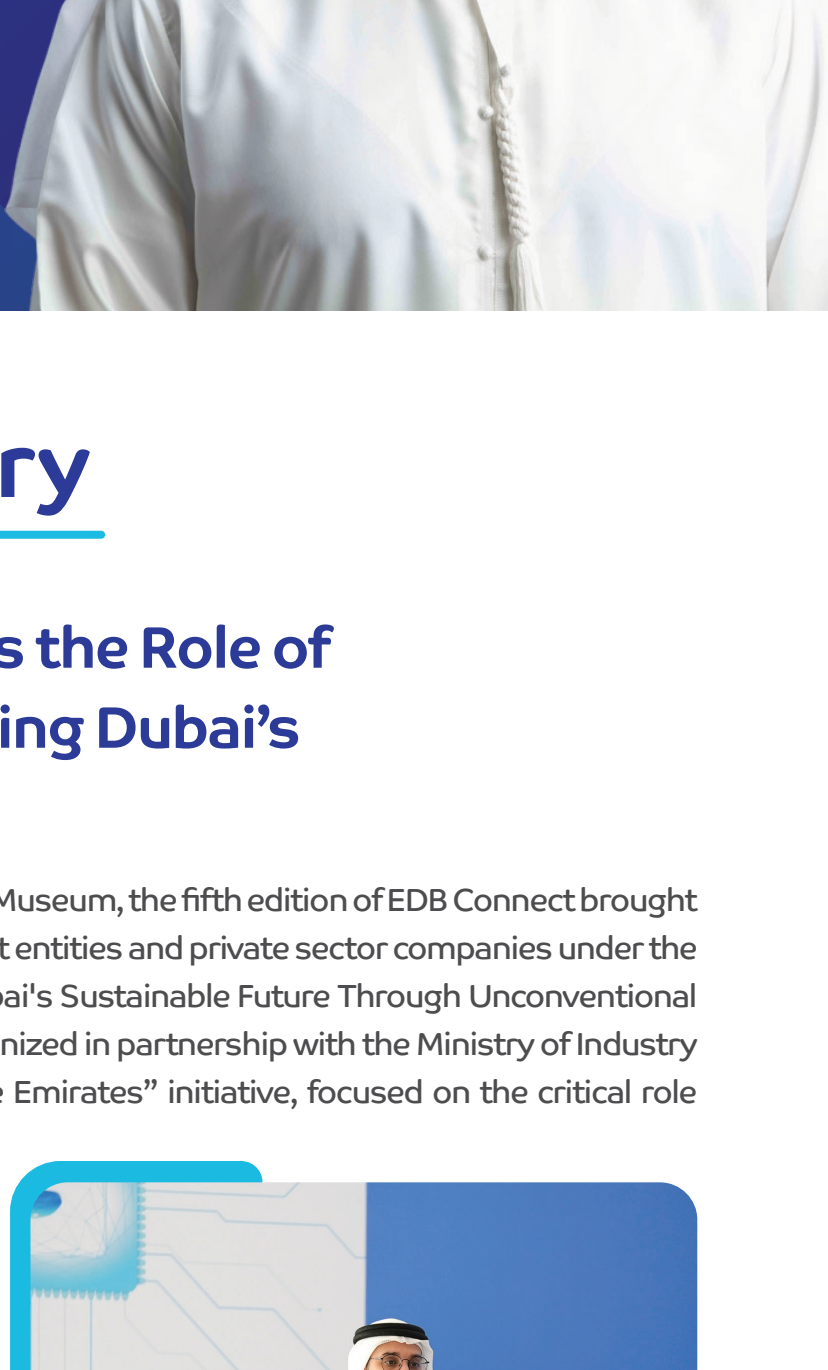 ry
s the Role of
ing Dubai’s
Museum, the fifth edition of EDB Connect brought
t entities and private sector companies under the
bai's Sustainable Future Through Unconventional
nized in partnership with the Ministry of Industry
e Emirates” initiative, focused on the critical role